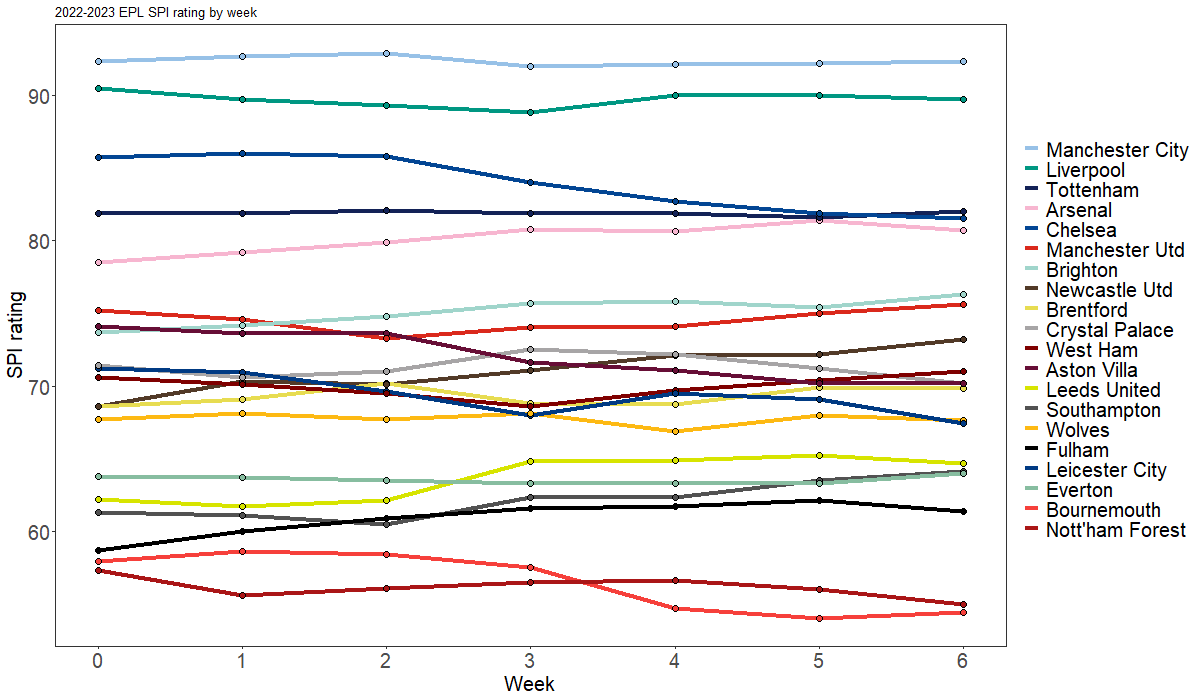 2022-2023 EPL SPI rating by week
90
80
70
60
SPI rating
0 1 2 3 4 5 6
Week
Manchester City
Liverpool
Tottenham
Arsenal
Chelsea
Manchester Utd
Brighton
Newcastle Utd
Brentford
Crystal Palace
West Ham
Aston Villa
Leeds United
Southampton
Wolves
Fulham
Leicester City
Everton
Bournemouth
Nott'ham Forest